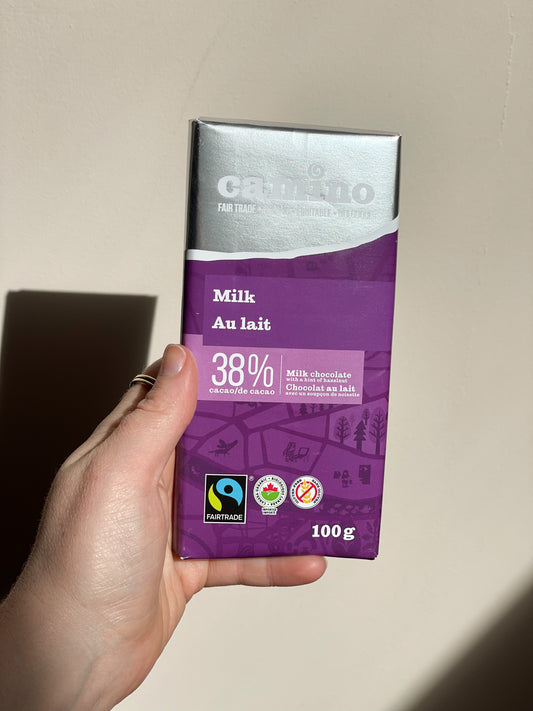 camino
FAIR TRADE • • EQUITABLE •
Milk
Au lait
38%
cacao/de cacao
Milk chocolate
with a hint of hazelnut
Chocolat au lait
avec un soupçon de noisette
FAIRTRADE
100g